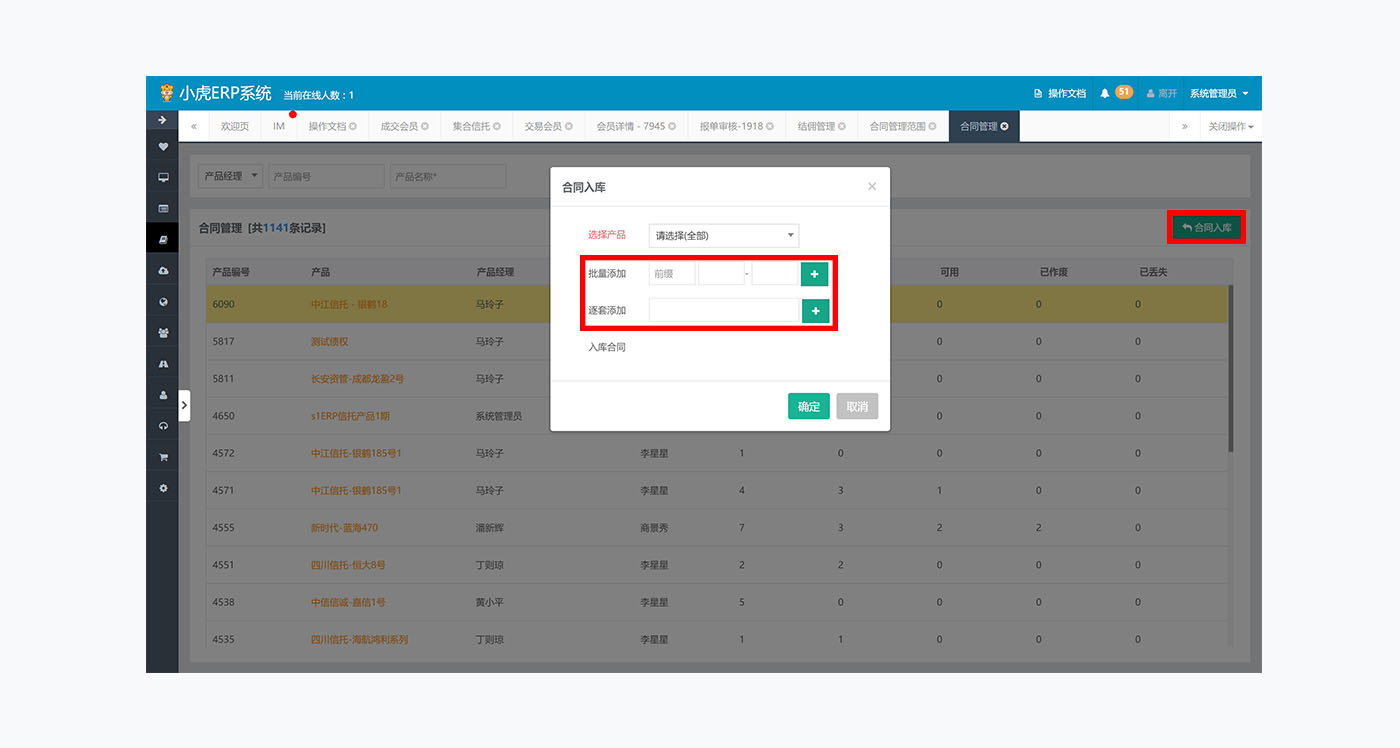 小虎ERP系统 当前在线人数：1 操作文档 51 离开 系统管理员
« 欢迎页 IM 操作文档 成交会员 集合信托 交易会员 会员详情 - 7945 报单审核-1918 结佣管理 合同管理范围 合同管理 » 关闭操作
产品经理 产品编号 产品名称*
合同管理 [共1141条记录] 合同入库
产品编号 产品 产品经理 可用 已作废 已丢失
6090 中江信托 - 银鹤18 马玲子 0 0 0
5817 测试债权 马玲子 0 0 0
5811 长安资管-成都龙盈2号 马玲子 0 0 0
4650 s1ERP信托产品1期 系统管理员 0 0 0
4572 中江信托-银鹤185号1 马玲子 李星星 1 0 0 0 0
4571 中江信托-银鹤185号1 马玲子 李星星 4 3 1 0 0
4555 新时代-蓝海470 潘新辉 商景秀 7 3 2 2 0
4551 四川信托-恒大8号 丁则琼 李星星 2 2 0 0 0
4538 中信信诚-嘉信1号 黄小平 李星星 5 0 0 0 0
4535 四川信托-海航鸿利系列 丁则琼 李星星 1 1 0 0 0
合同入库 ×
选择产品 请选择(全部)
批量添加 前缀 - +
逐套添加 +
入库合同
确定 取消